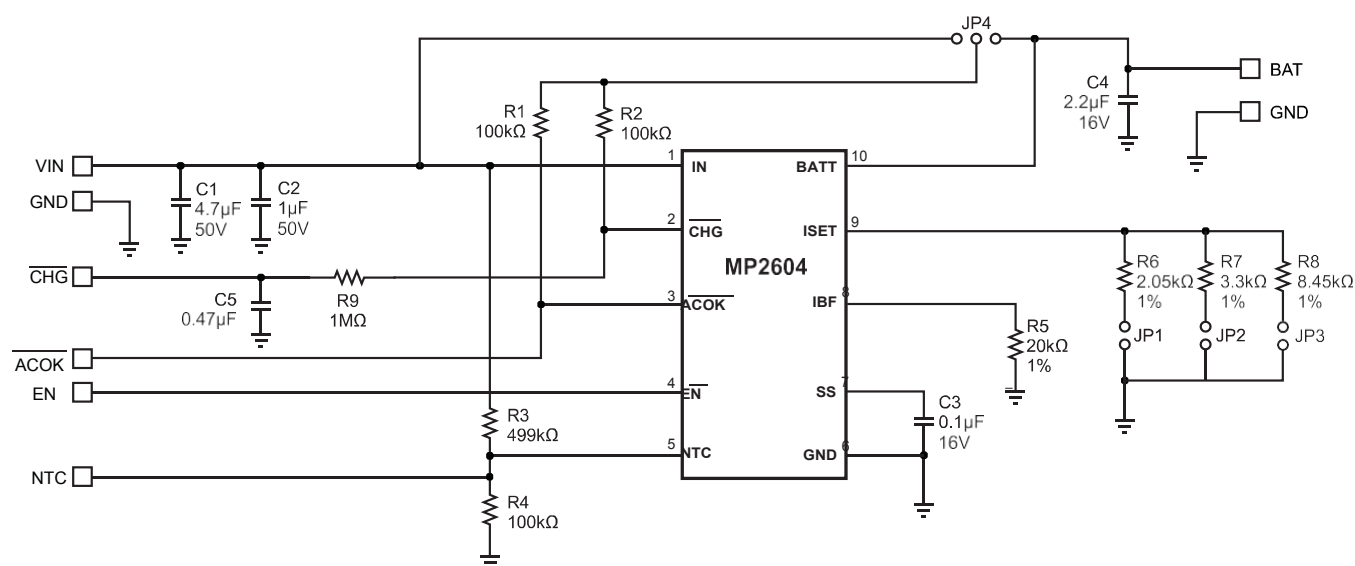 JP4
BAT
C4
2.2µF
16V
GND
R1
100kΩ
R2
100kΩ
VIN
GND
C1
4.7µF
50V
C2
1µF
50V
CHG
C5
0.47µF
R9
1MΩ
ACOK
EN
NTC
R3
499kΩ
R4
100kΩ
1
IN
2
CHG
3
ACOK
4
EN
5
NTC
MP2604
BATT
10
ISET
9
IBF
8
SS
7
GND
6
R5
20kΩ
1%
C3
0.1µF
16V
R6
2.05kΩ
1%
R7
3.3kΩ
1%
R8
8.45kΩ
1%
JP1
JP2
JP3